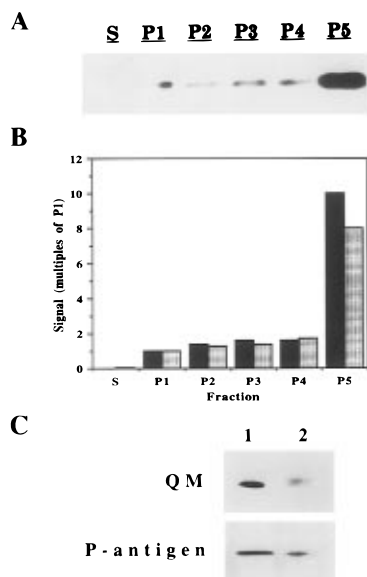 A
S P1 P2 P3 P4 P5
B
Signal (multiples of P1)
12
10
8
6
4
2
0
S P1 P2 P3 P4 P5
Fraction
C
1 2
QM
P-antigen